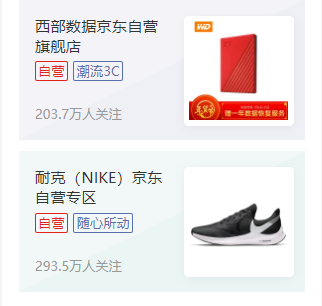 西部数据京东自营
旗舰店
自营 潮流3C
203.7万人关注
WD
赠一年数据恢复服务
耐克（NIKE）京东
自营专区
自营 随心所动
293.5万人关注